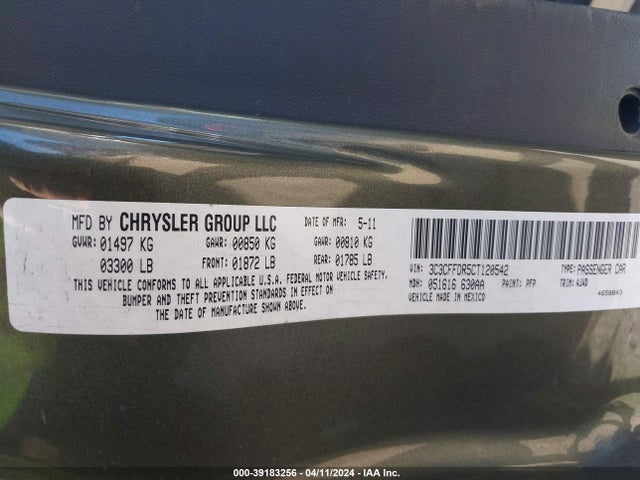 MFD BY CHRYSLER GROUP LLC DATE OF MFR: 5-11
GVWR: 01497 KG GAWR: 00850 KG GAWR: 00810 KG
03300 LB FRONT: 01872 LB REAR: 01785 LB
THIS VEHICLE CONFORMS TO ALL APPLICABLE U.S.A. FEDERAL MOTOR VEHICLE SAFETY,
BUMPER AND THEFT PREVENTION STANDARDS IN EFFECT ON
THE DATE OF MANUFACTURE SHOWN ABOVE.
VIN: 3C3CFFDR5CT120542 TYPE: PASSENGER CAR
MDH: 051616 630AA PAINT: PFP TRIM: AJWD
VEHICLE MADE IN MEXICO 4658843
000-39183256 - 04/11/2024 - IAA Inc.